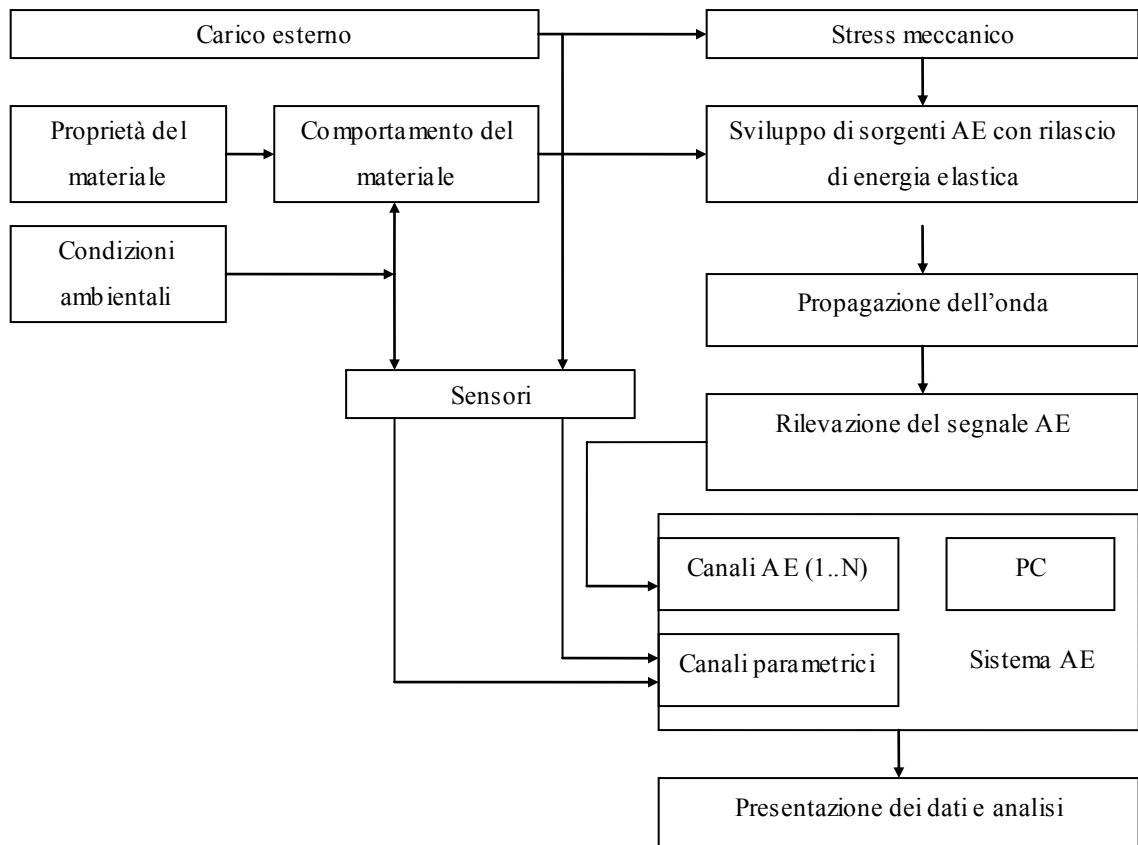 Carico esterno
Stress meccanico
Proprietà del
materiale
Comportamento del
materiale
Sviluppo di sorgenti AE con rilascio
di energia elastica
Condizioni
ambientali
Propagazione dell’onda
Sensori
Rilevazione del segnale AE
Canali AE (1..N)
PC
Canali parametrici
Sistema AE
Presentazione dei dati e analisi